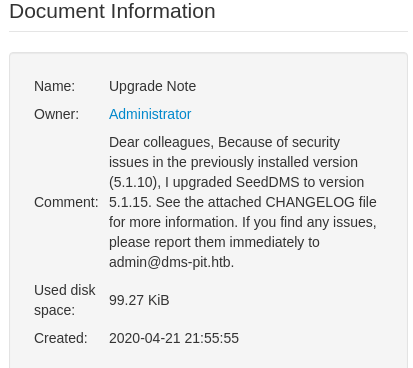 Document Information
Name: Upgrade Note
Owner: Administrator
Comment: Dear colleagues, Because of security
issues in the previously installed version
(5.1.10), I upgraded SeedDMS to version
5.1.15. See the attached CHANGELOG file
for more information. If you find any issues,
please report them immediately to
admin@dms-pit.htb.
Used disk
space: 99.27 KiB
Created: 2020-04-21 21:55:55